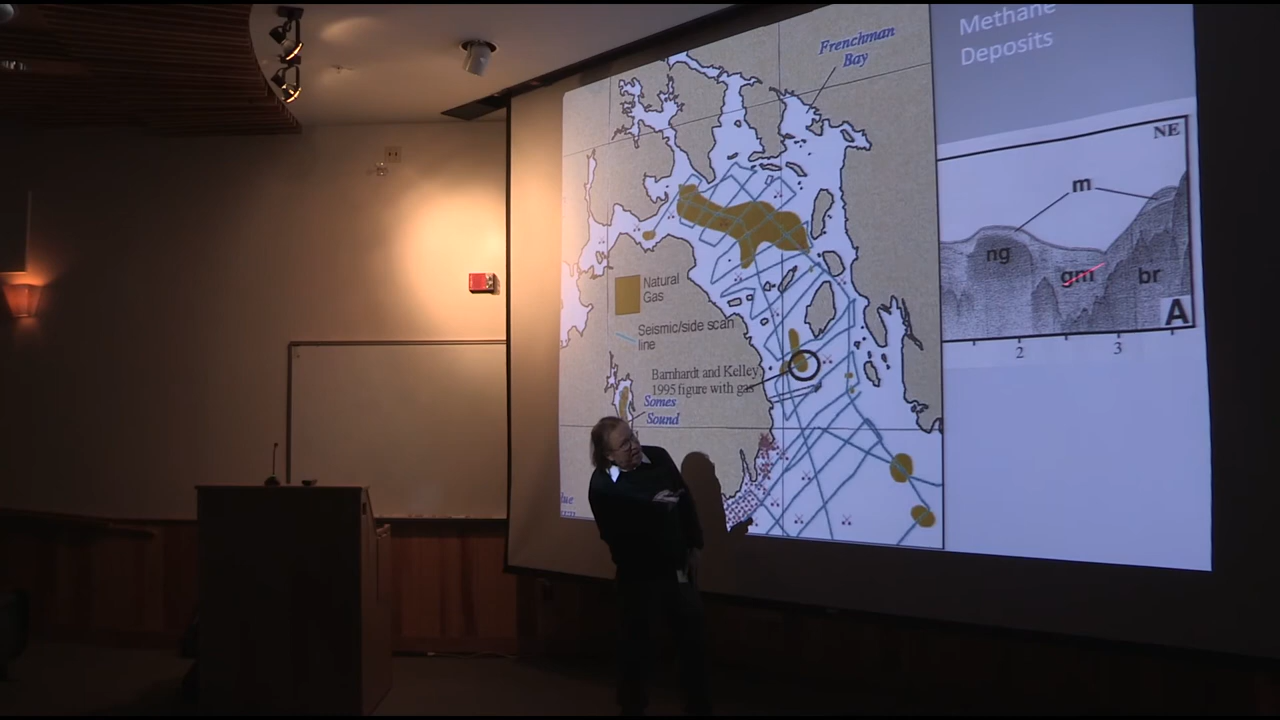 Methane
Deposits
Frenchman
Bay
NE
m
ng
gm
br
A
2
3
Natural
Gas
Seismic/side scan
line
Barnhardt and Kelley
1995 figure with gas
Somes
Sound